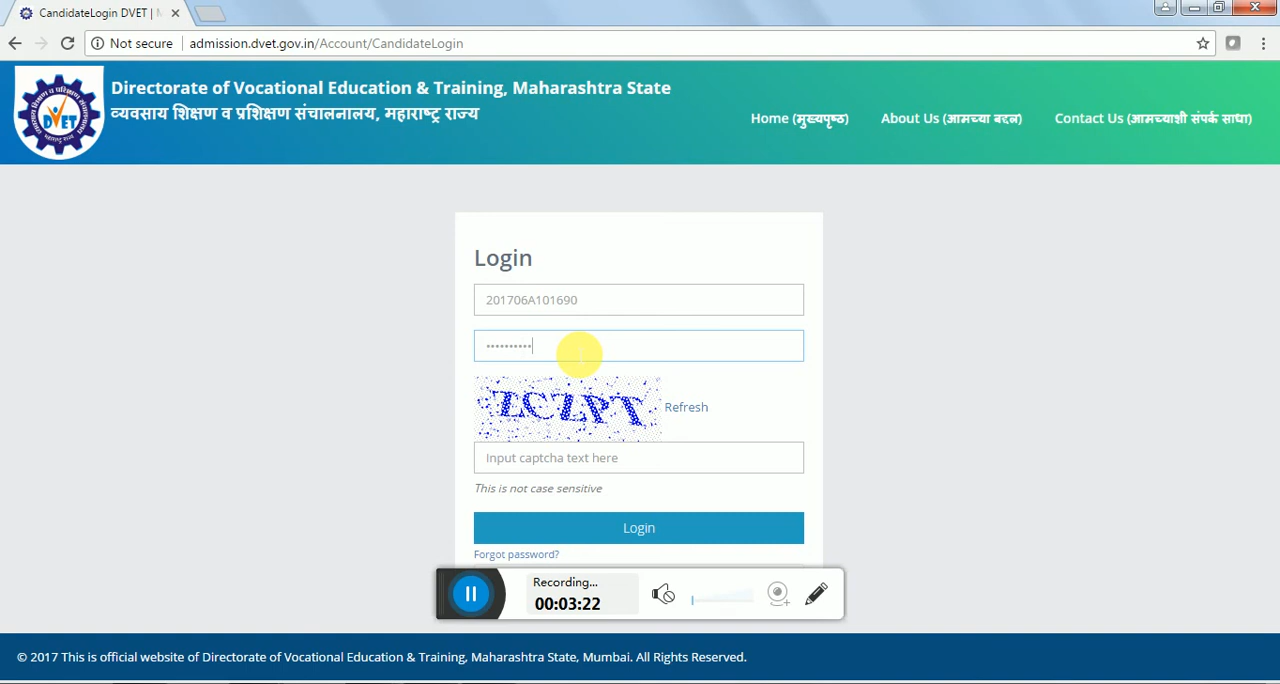 CandidateLogin DVET |
Not secure
admission.dvet.gov.in/Account/CandidateLogin
DVET
Directorate of Vocational Education & Training, Maharashtra State
व्यवसाय शिक्षण व प्रशिक्षण संचालनालय, महाराष्ट्र राज्य
Home (मुख्यपृष्ठ) About Us (आमच्या बद्दल) Contact Us (आमच्याशी संपर्क साधा)
Login
201706A101690
LCLPT
Refresh
Input captcha text here
This is not case sensitive
Login
Forgot password?
Recording...
00:03:22
© 2017 This is official website of Directorate of Vocational Education & Training, Maharashtra State, Mumbai. All Rights Reserved.